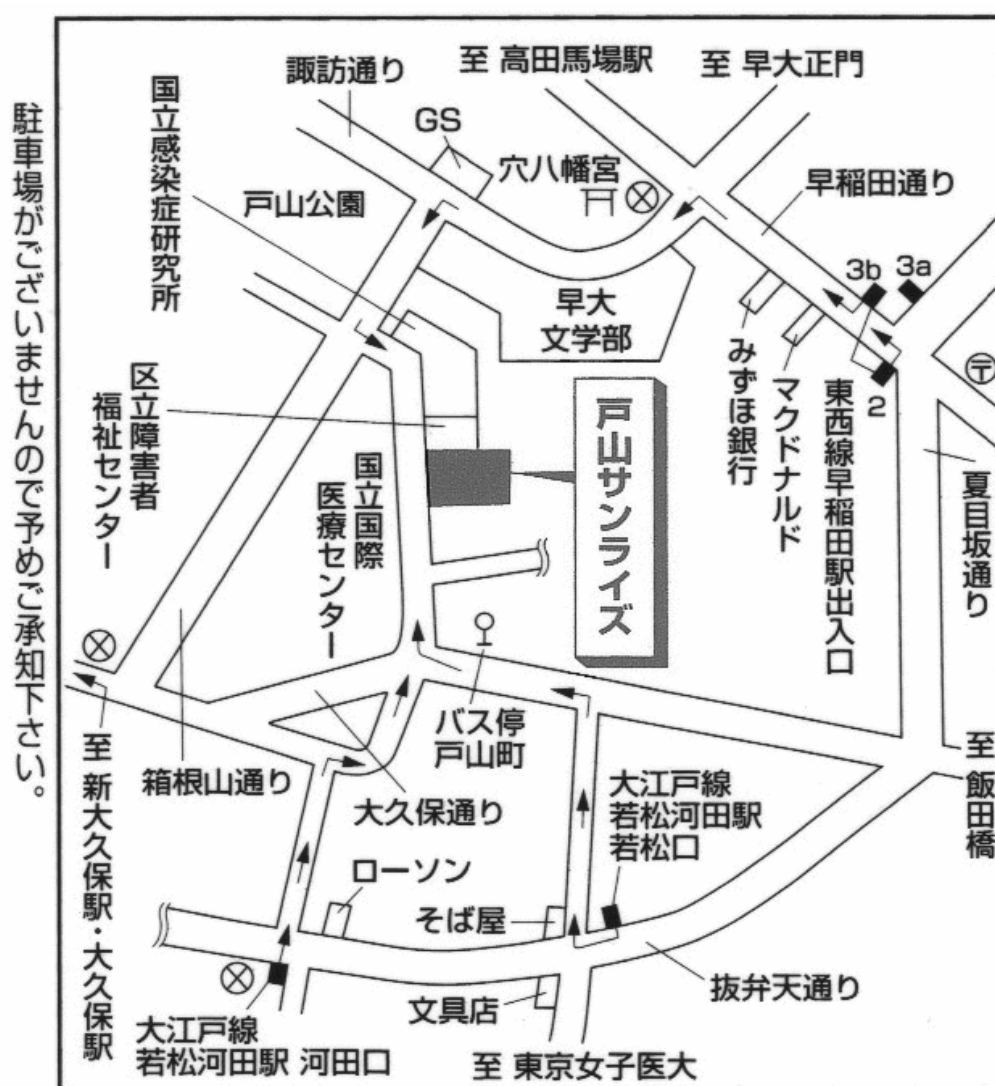 駐車場がございませんので予めご承知下さい。
諏訪通り
至 高田馬場駅
至 早大正門
国立感染症研究所
GS
戸山公園
穴八幡宮
早稲田通り
3b
3a
2
早大
文学部
みずほ銀行
マクドナルド
東西線早稲田駅出入口
〒
夏目坂通り
区立障害者
福祉センター
国立国際
医療センター
戸山サンライズ
バス停
戸山町
箱根山通り
大久保通り
至 新大久保駅・大久保駅
大江戸線
若松河田駅
若松口
至 飯田橋
ローソン
そば屋
抜弁天通り
文具店
大江戸線
若松河田駅 河田口
至 東京女子医大